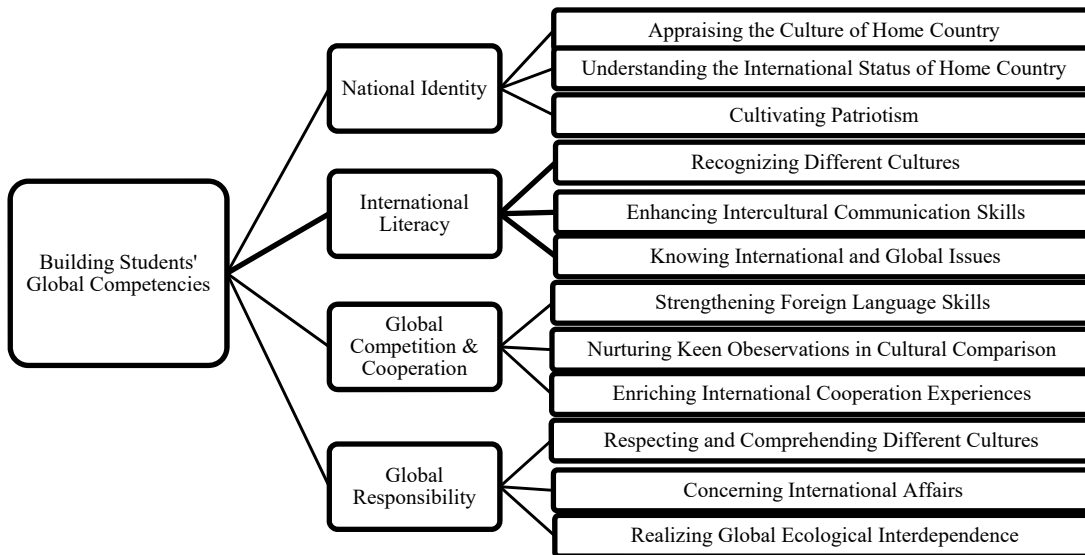 Building Students'
Global Competencies
National Identity
Appraising the Culture of Home Country
Understanding the International Status of Home Country
Cultivating Patriotism
International
Literacy
Recognizing Different Cultures
Enhancing Intercultural Communication Skills
Knowing International and Global Issues
Global
Competition &
Cooperation
Strengthening Foreign Language Skills
Nurturing Keen Obeservations in Cultural Comparison
Enriching International Cooperation Experiences
Global
Responsibility
Respecting and Comprehending Different Cultures
Concerning International Affairs
Realizing Global Ecological Interdependence